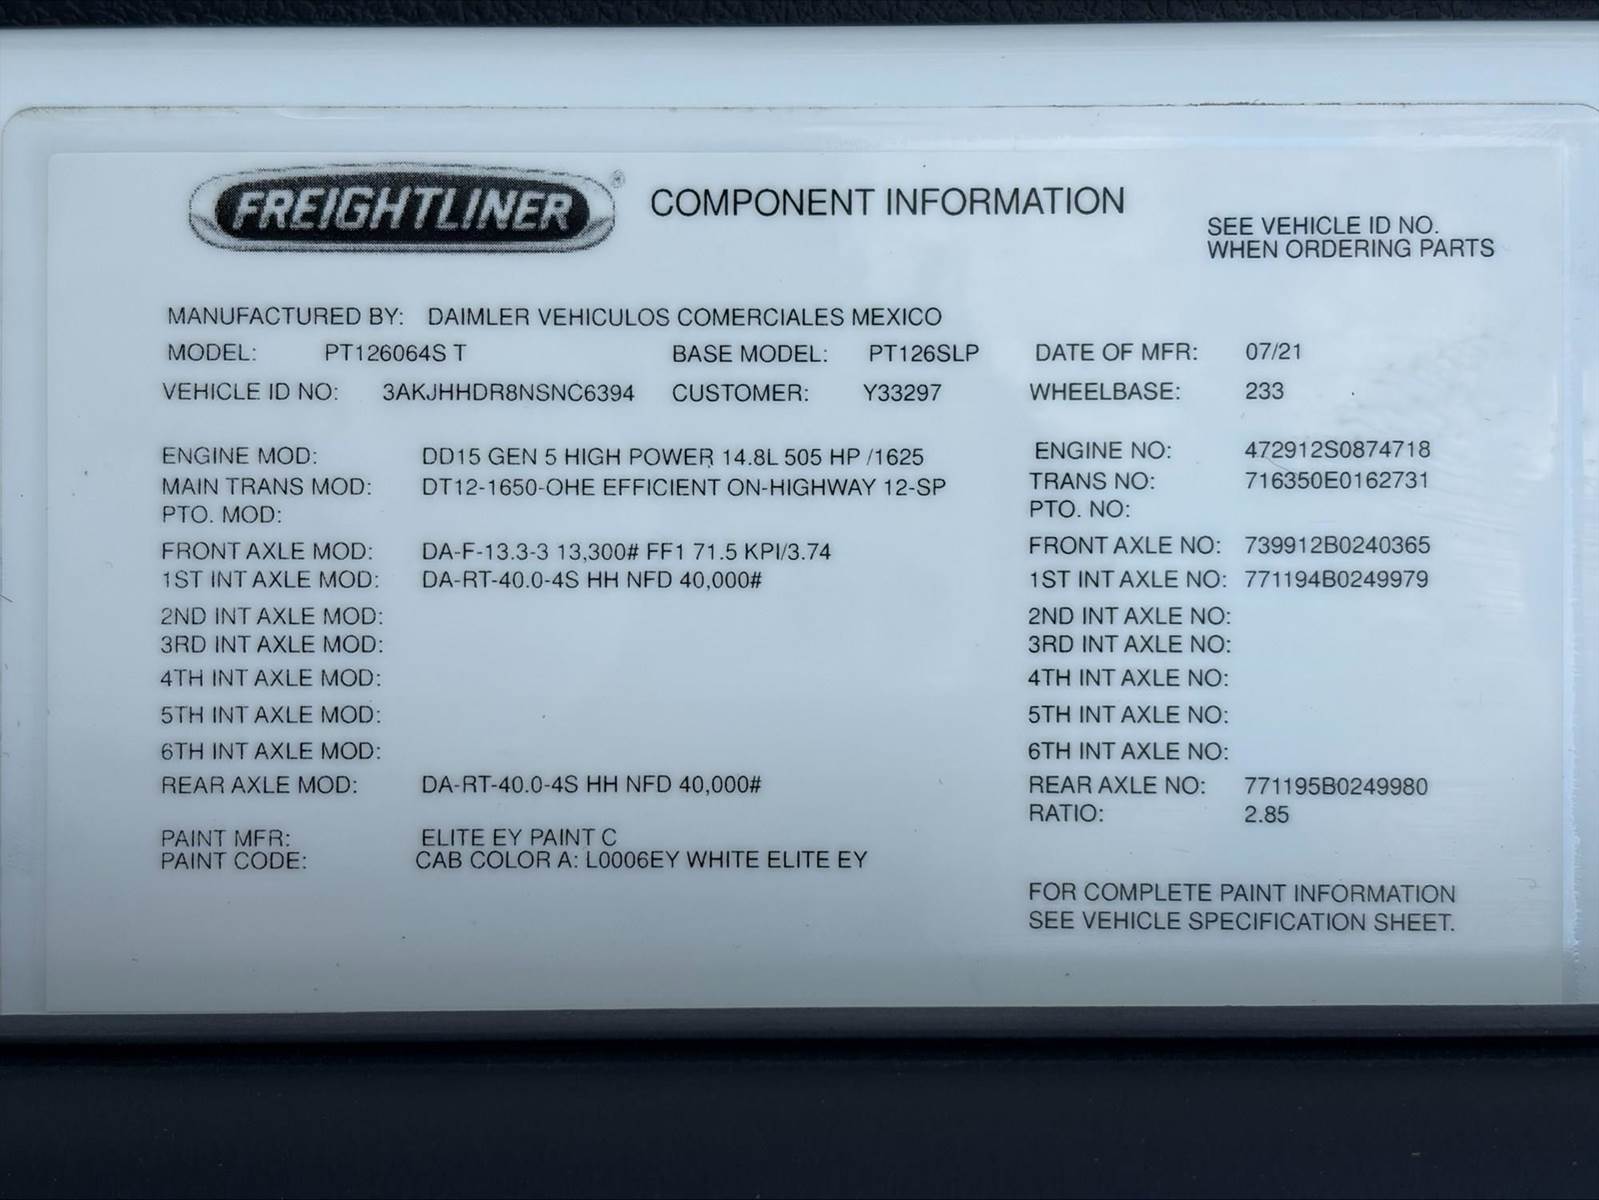 FREIGHTLINER® COMPONENT INFORMATION
SEE VEHICLE ID NO.
WHEN ORDERING PARTS
MANUFACTURED BY: DAIMLER VEHICULOS COMERCIALES MEXICO
MODEL: PT126064S T BASE MODEL: PT126SLP DATE OF MFR: 07/21
VEHICLE ID NO: 3AKJHHDR8NSNC6394 CUSTOMER: Y33297 WHEELBASE: 233
ENGINE MOD: DD15 GEN 5 HIGH POWER 14.8L 505 HP /1625 ENGINE NO: 472912S0874718
MAIN TRANS MOD: DT12-1650-OHE EFFICIENT ON-HIGHWAY 12-SP TRANS NO: 716350E0162731
PTO. MOD: PTO. NO:
FRONT AXLE MOD: DA-F-13.3-3 13,300# FF1 71.5 KPI/3.74 FRONT AXLE NO: 739912B0240365
1ST INT AXLE MOD: DA-RT-40.0-4S HH NFD 40,000# 1ST INT AXLE NO: 771194B0249979
2ND INT AXLE MOD: 2ND INT AXLE NO:
3RD INT AXLE MOD: 3RD INT AXLE NO:
4TH INT AXLE MOD: 4TH INT AXLE NO:
5TH INT AXLE MOD: 5TH INT AXLE NO:
6TH INT AXLE MOD: 6TH INT AXLE NO:
REAR AXLE MOD: DA-RT-40.0-4S HH NFD 40,000# REAR AXLE NO: 771195B0249980
RATIO: 2.85
PAINT MFR: ELITE EY PAINT C
PAINT CODE: CAB COLOR A: L0006EY WHITE ELITE EY
FOR COMPLETE PAINT INFORMATION
SEE VEHICLE SPECIFICATION SHEET.